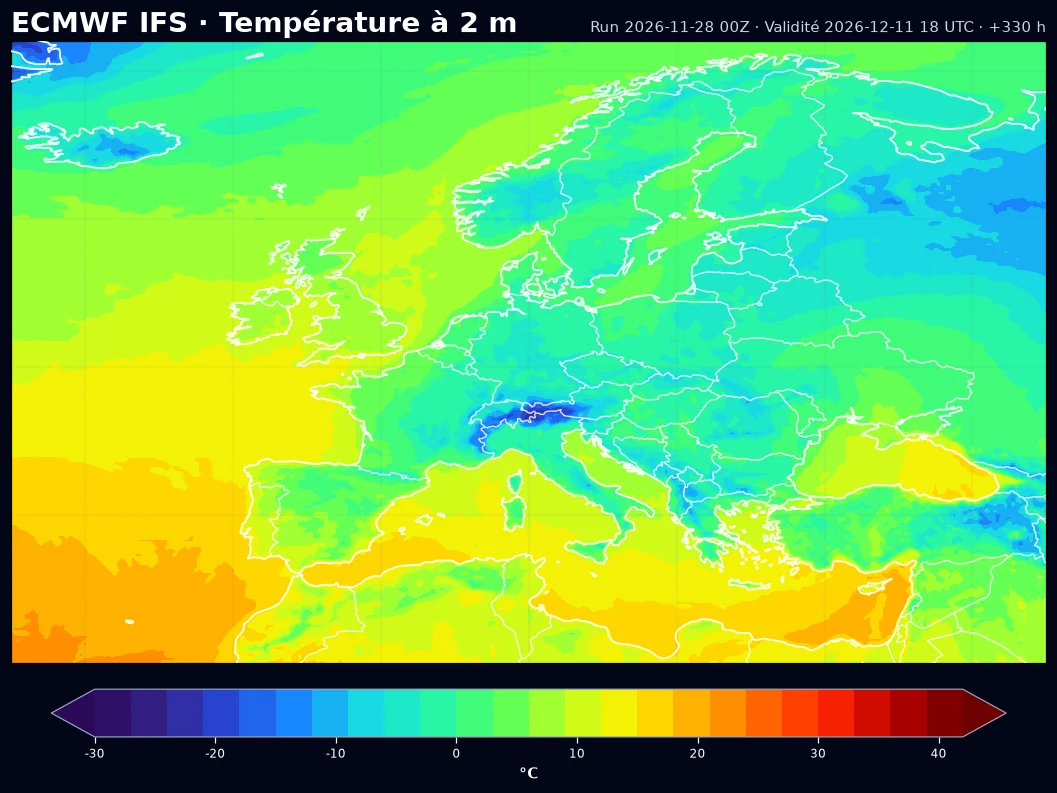 ECMWF IFS · Température à 2 m
Run 2026-11-28 00Z · Validité 2026-12-11 18 UTC · +330 h
-30 -20 -10 0 10 20 30 40
°C